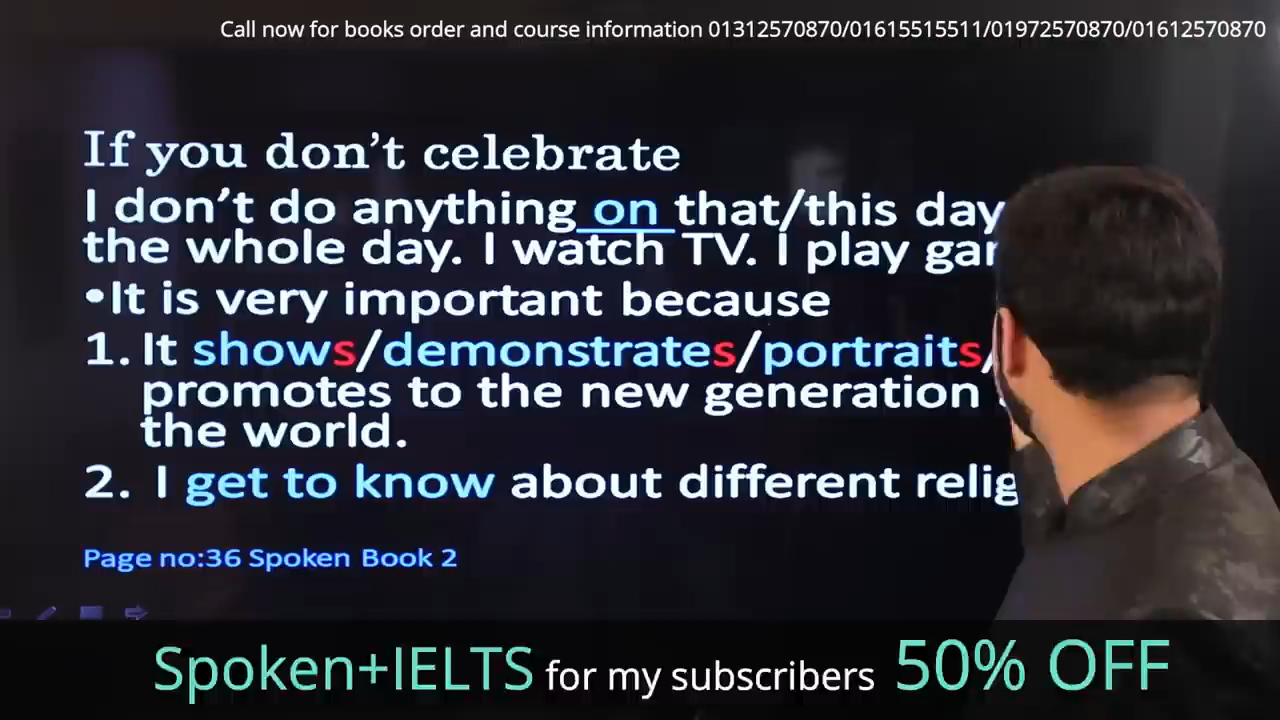 Call now for books order and course information 01312570870/01615515511/01972570870/01612570870
If you don't celebrate
I don't do anything on that/this day
the whole day. I watch TV. I play
•It is very important because
1. It shows/demonstrates/portraits/
promotes to the new generation
the world.
2. I get to know about different
Page no:36 Spoken Book 2
Spoken+IELTS for my subscribers 50% OFF